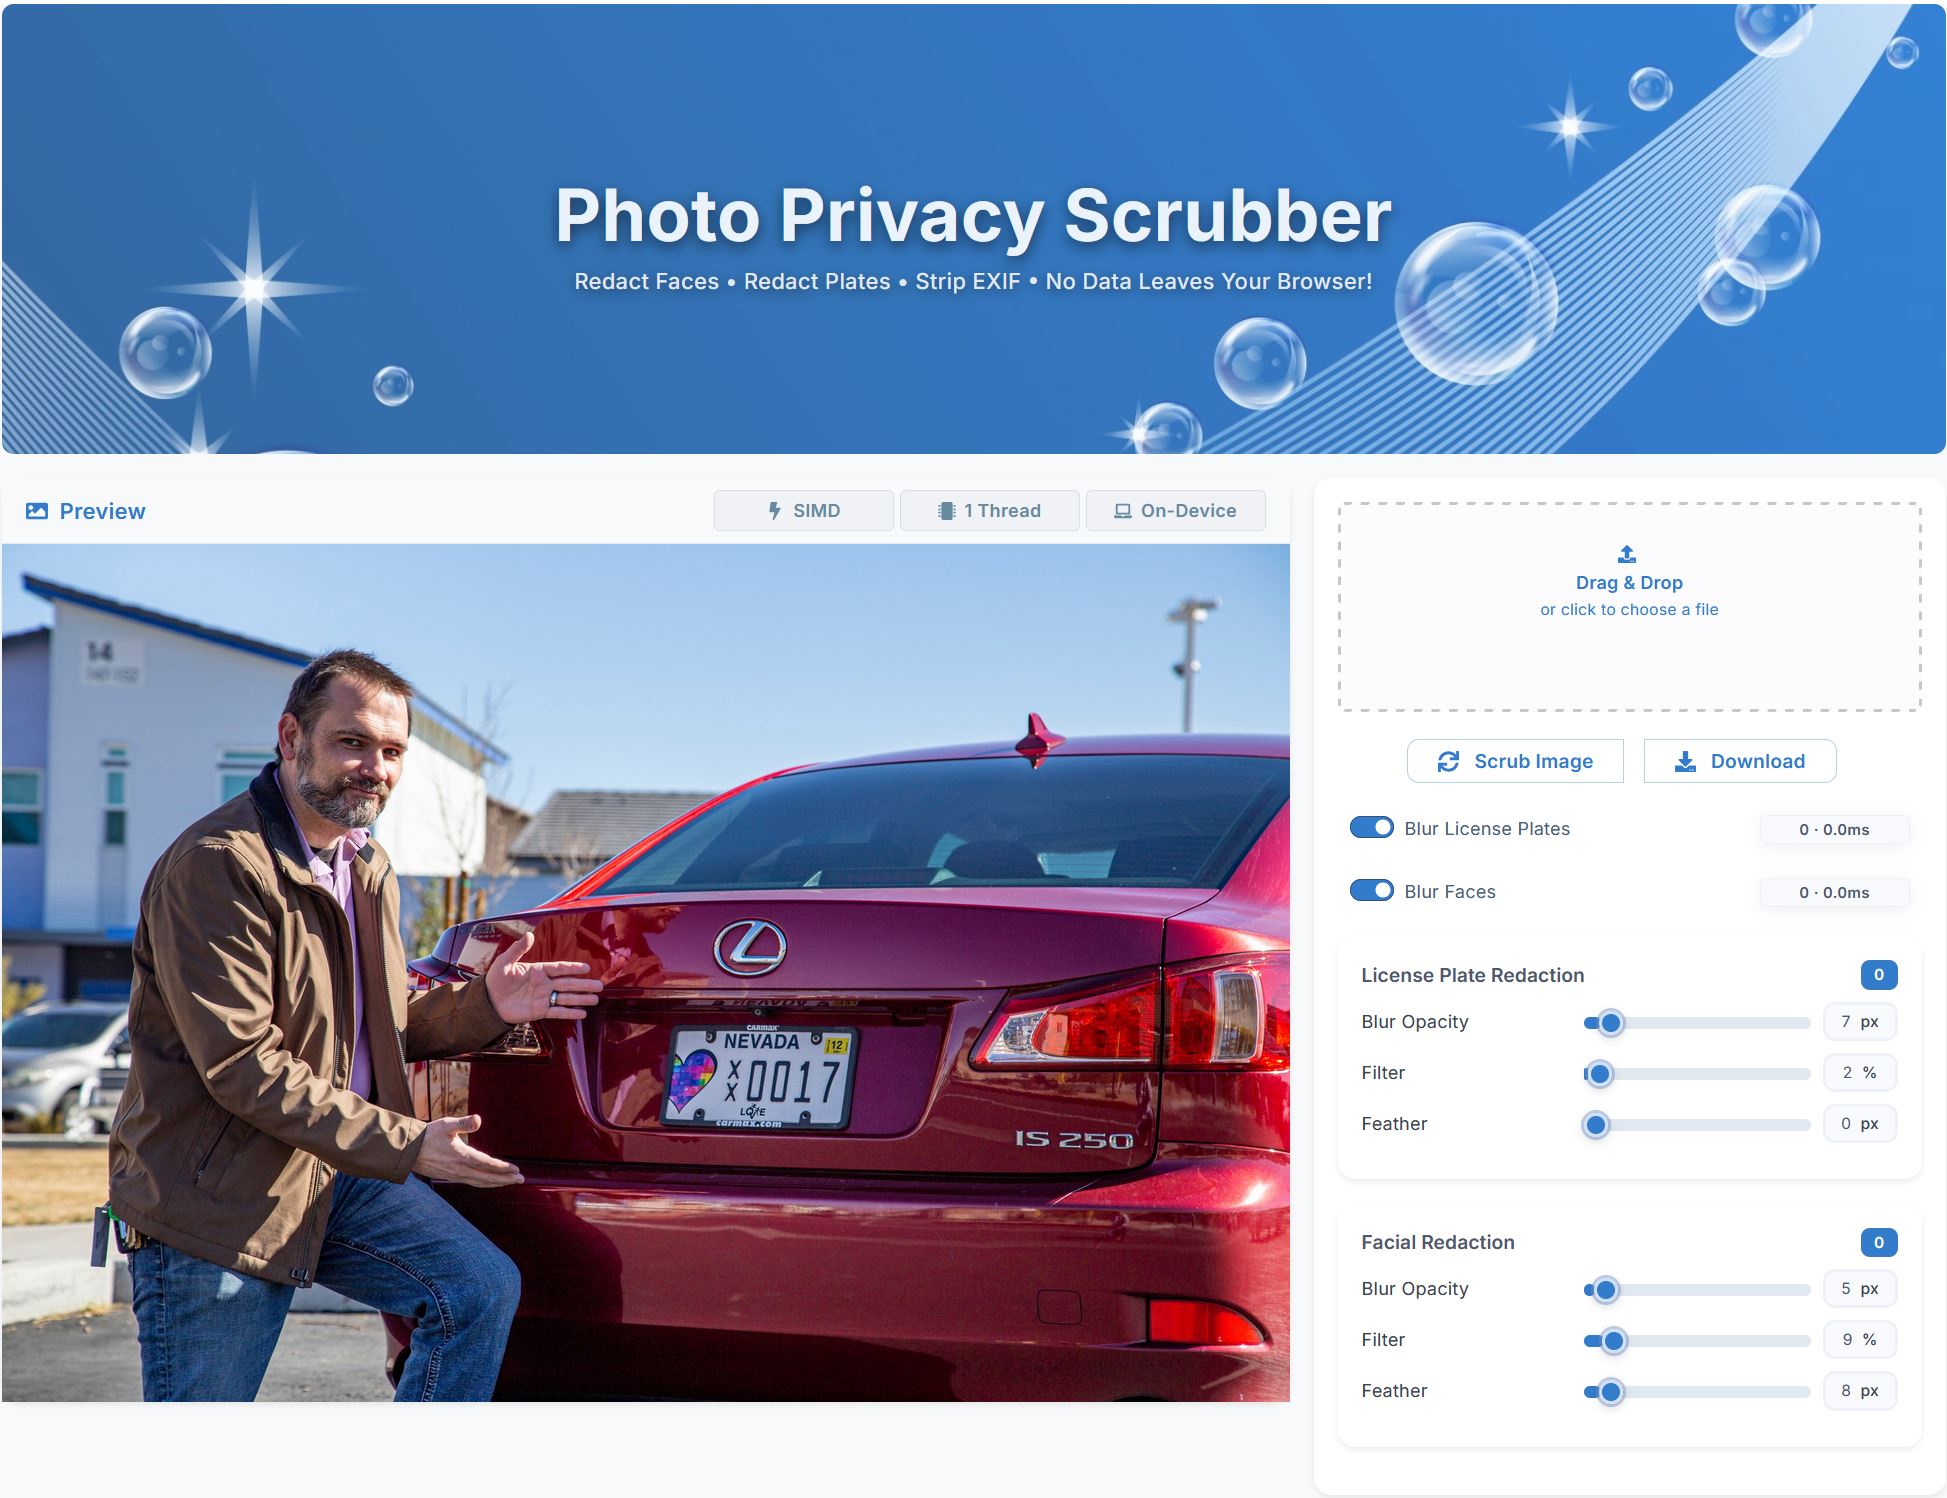 Photo Privacy Scrubber
Redact Faces • Redact Plates • Strip EXIF • No Data Leaves Your Browser!
Preview
SIMD
1 Thread
On-Device
14
CARMAX
NEVADA
12
XX0017
LOVE
carmax.com
IS 250
Drag & Drop
or click to choose a file
Scrub Image
Download
Blur License Plates
0 · 0.0ms
Blur Faces
0 · 0.0ms
License Plate Redaction
0
Blur Opacity
7 px
Filter
2 %
Feather
0 px
Facial Redaction
0
Blur Opacity
5 px
Filter
9 %
Feather
8 px